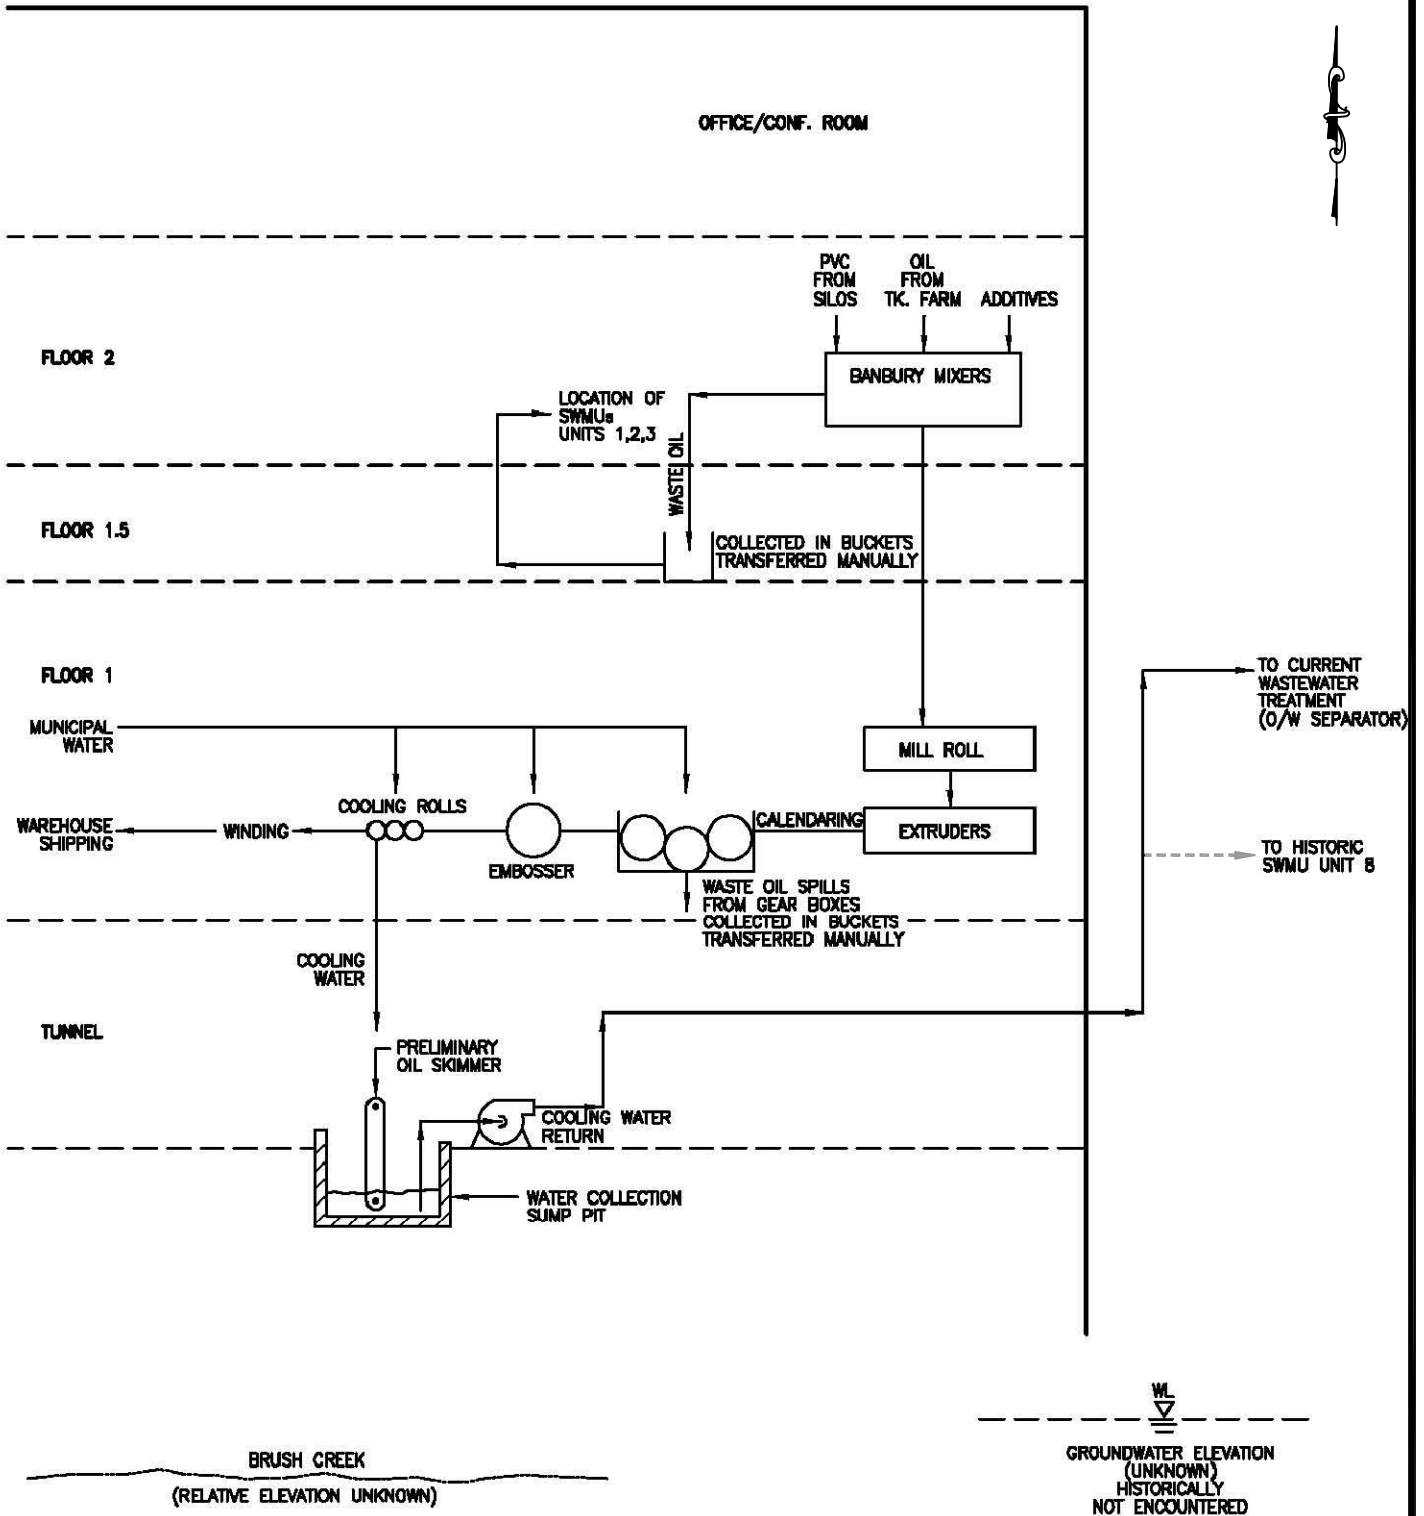 OFFICE/CONF. ROOM
PVC
FROM
SILOS
OIL
FROM
TK. FARM
ADDITIVES
FLOOR 2
BANBURY MIXERS
LOCATION OF
SWMUs
UNITS 1,2,3
WASTE OIL
FLOOR 1.5
COLLECTED IN BUCKETS
TRANSFERRED MANUALLY
FLOOR 1
TO CURRENT
WASTEWATER
TREATMENT
(O/W SEPARATOR)
MUNICIPAL
WATER
MILL ROLL
COOLING ROLLS
CALENDARING
EXTRUDERS
WAREHOUSE
SHIPPING
WINDING
EMBOSSER
TO HISTORIC
SWMU UNIT 8
WASTE OIL SPILLS
FROM GEAR BOXES
COLLECTED IN BUCKETS
TRANSFERRED MANUALLY
COOLING
WATER
TUNNEL
PRELIMINARY
OIL SKIMMER
COOLING WATER
RETURN
WATER COLLECTION
SUMP PIT
WL
BRUSH CREEK
(RELATIVE ELEVATION UNKNOWN)
GROUNDWATER ELEVATION
(UNKNOWN)
HISTORICALLY
NOT ENCOUNTERED